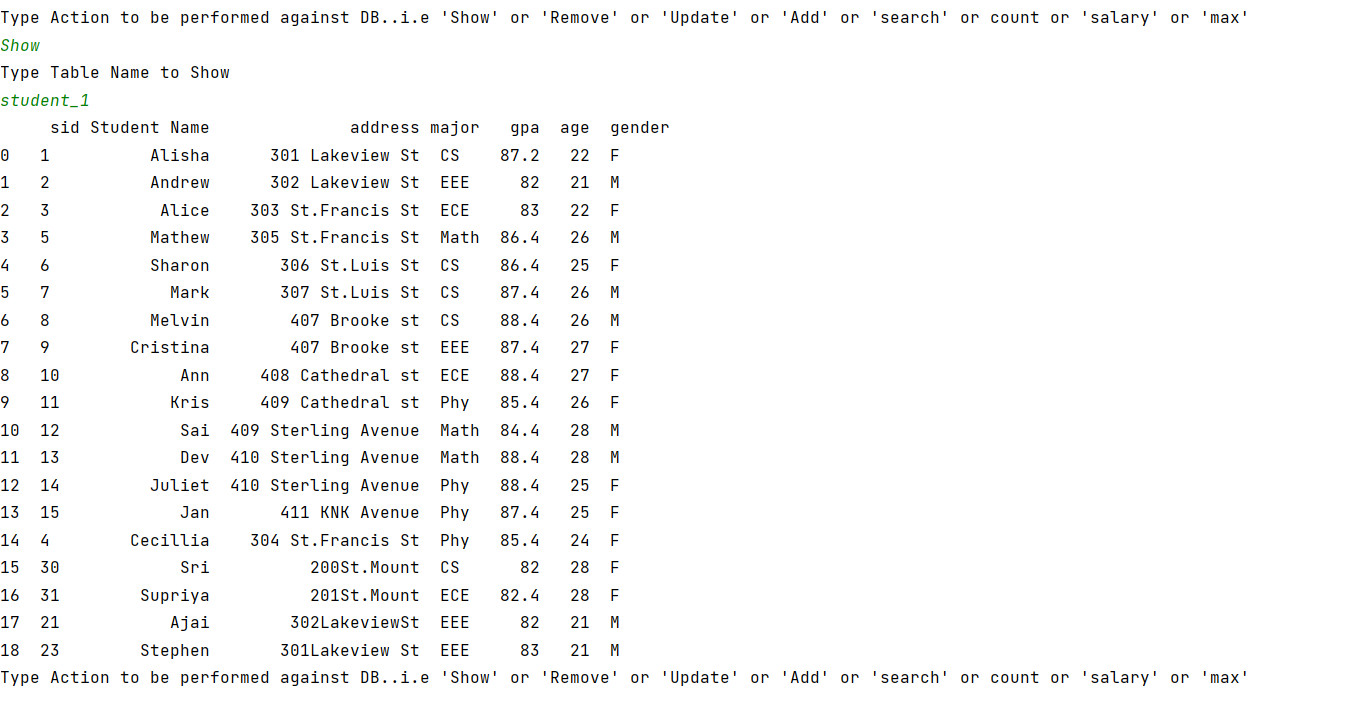 Type Action to be performed against DB..i.e 'Show' or 'Remove' or 'Update' or 'Add' or 'search' or count or 'salary' or 'max'
Show
Type Table Name to Show
student_1
     sid Student Name              address major   gpa  age  gender
0   1          Alisha      301 Lakeview St  CS    87.2   22  F
1   2          Andrew      302 Lakeview St  EEE     82   21  M
2   3           Alice    303 St.Francis St  ECE     83   22  F
3   5          Mathew    305 St.Francis St  Math  86.4   26  M
4   6          Sharon       306 St.Luis St  CS    86.4   25  F
5   7            Mark       307 St.Luis St  CS    87.4   26  M
6   8          Melvin        407 Brooke st  CS    88.4   26  M
7   9        Cristina        407 Brooke st  EEE   87.4   27  F
8   10            Ann     408 Cathedral st  ECE   88.4   27  F
9   11           Kris     409 Cathedral st  Phy   85.4   26  F
10  12            Sai  409 Sterling Avenue  Math  84.4   28  M
11  13            Dev  410 Sterling Avenue  Math  88.4   28  M
12  14         Juliet  410 Sterling Avenue  Phy   88.4   25  F
13  15            Jan       411 KNK Avenue  Phy   87.4   25  F
14  4       Cecillia    304 St.Francis St  Phy   85.4   24  F
15  30            Sri          200St.Mount  CS      82   28  F
16  31        Supriya          201St.Mount  ECE   82.4   28  F
17  21           Ajai        302LakeviewSt  EEE     82   21  M
18  23        Stephen       301Lakeview St  EEE     83   21  M
Type Action to be performed against DB..i.e 'Show' or 'Remove' or 'Update' or 'Add' or 'search' or count or 'salary' or 'max'